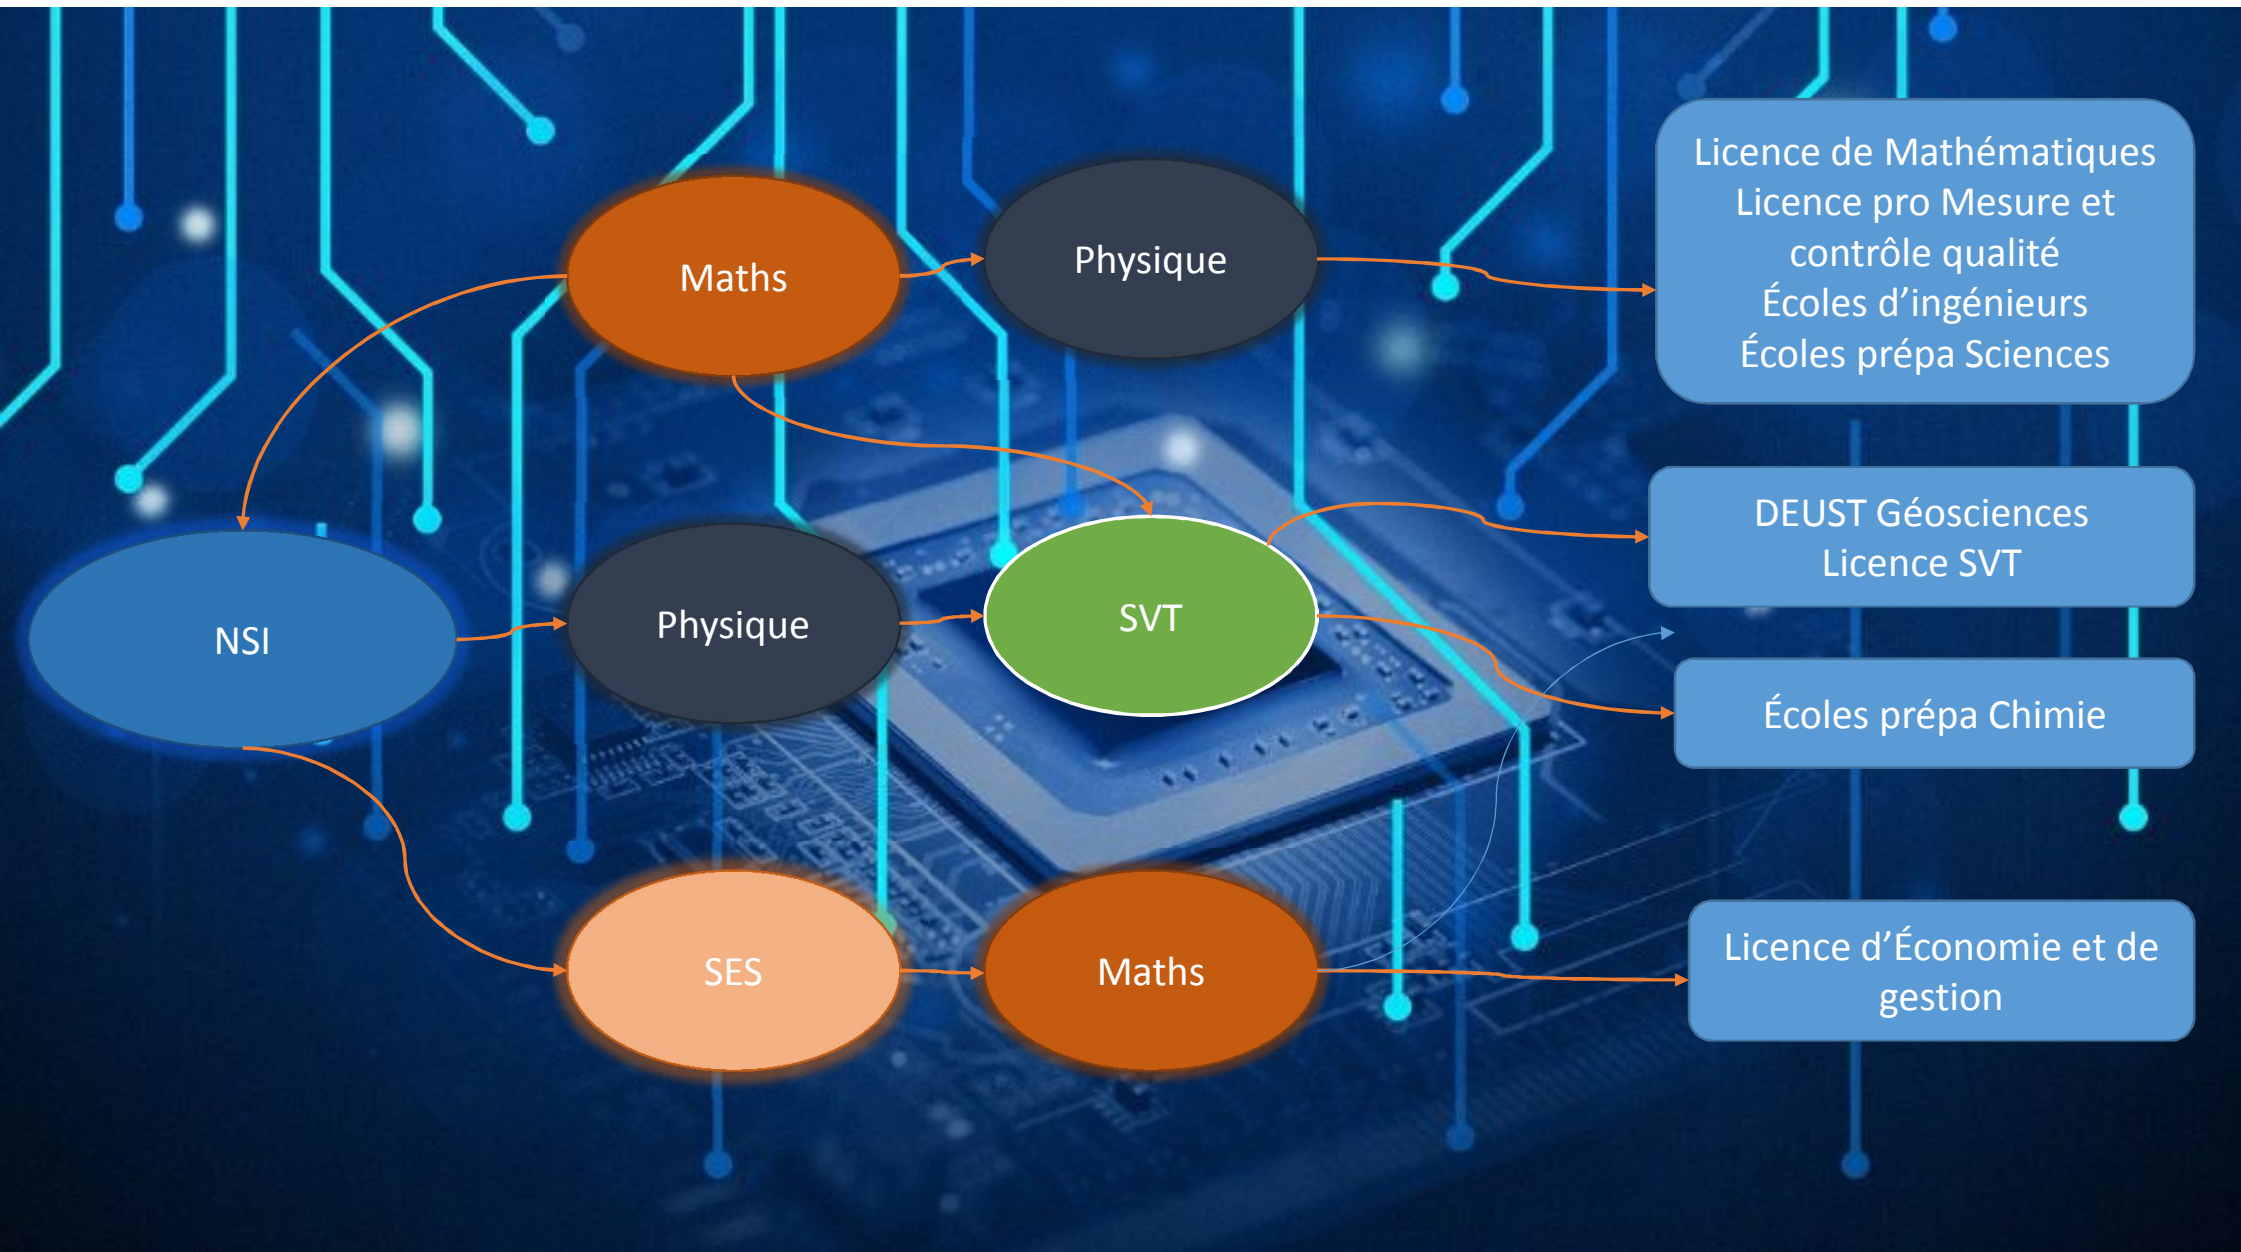 Licence de Mathématiques
Licence pro Mesure et
contrôle qualité
Écoles d’ingénieurs
Écoles prépa Sciences
Maths
Physique
DEUST Géosciences
Licence SVT
NSI
Physique
SVT
Écoles prépa Chimie
SES
Maths
Licence d’Économie et de
gestion